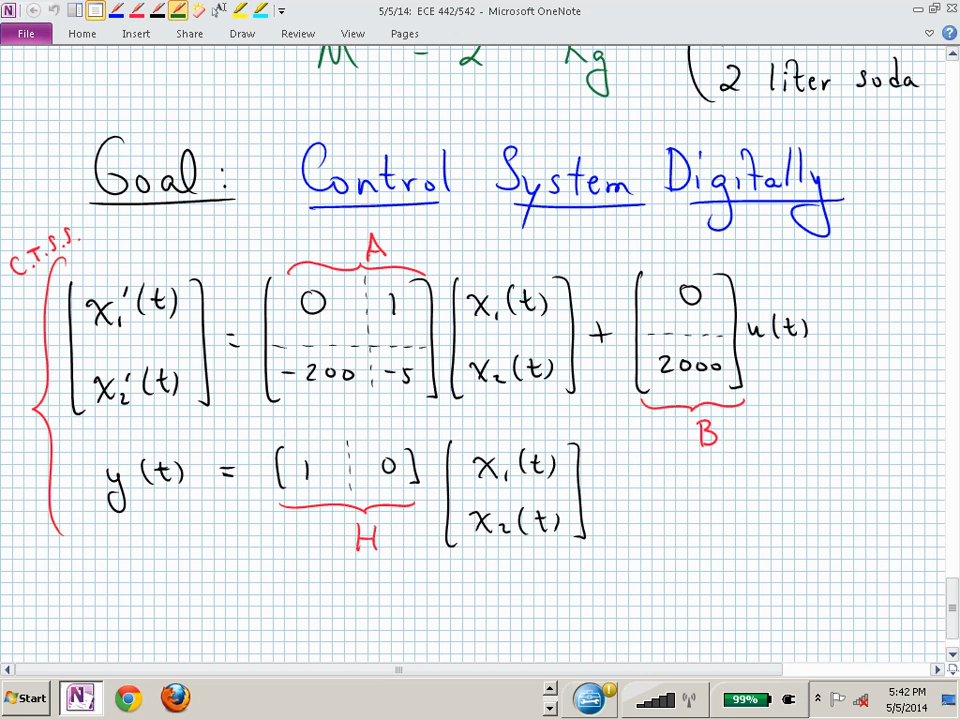 5/5/14: ECE 442/542 - Microsoft OneNote
File Home Insert Share Draw Review View Pages
M = 2 kg
(2 liter soda
Goal: Control System Digitally
C.T.S.S.
A
[x₁'(t) x₂'(t)] = [0 1 -200 -5] [x₁(t) x₂(t)] + [0 2000] u(t)
B
y(t) = [1 0] [x₁(t) x₂(t)]
H
Start
99%
5:42 PM
5/5/2014